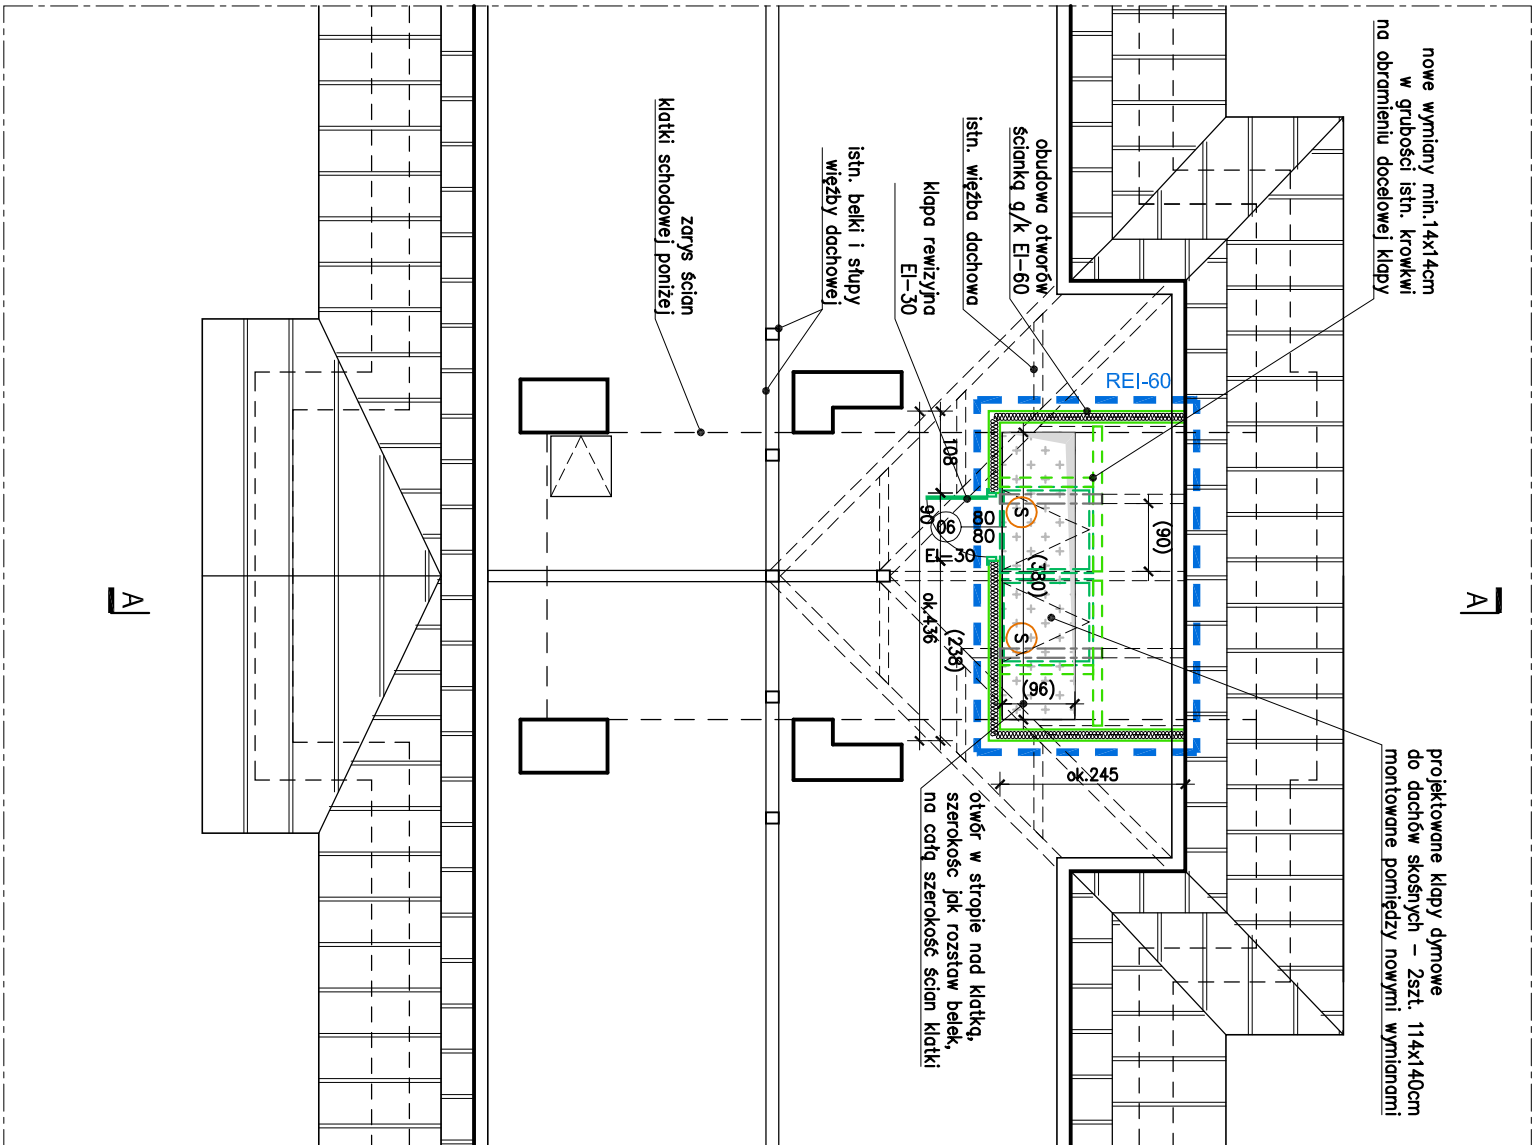 nowe wymiany min.14x14cm
w grubości istn. krowkwi
na obramieniu docelowej klapy
obudowa otworów
ścianką g/k EI-60
istn. więźba dachowa
klapa rewizyjna
EI-30
istn. belki i słupy
więźby dachowej
zarys ścian
klatki schodowej poniżej
REI-60
108
90
06
80
80
EI-30
S
S
(90)
(380)
ok.436
(238)
(96)
ok.245
A
A
projektowane klapy dymowe
do dachów skośnych - 2szt. 114x140cm
montowane pomiędzy nowymi wymianami
otwór w stropie nad klatką,
szerokośc jak rozstaw belek,
na całą szerokość ścian klatki